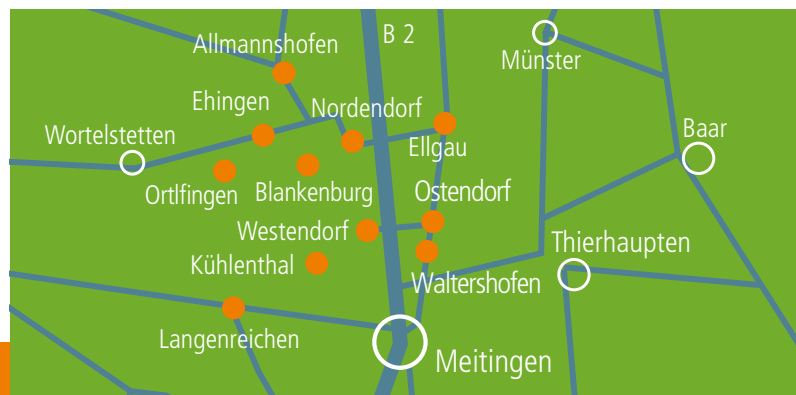 B 2
Allmannshofen
Münster
Ehingen
Nordendorf
Wortelstetten
Baar
Ellgau
Ortlfingen
Blankenburg
Ostendorf
Westendorf
Thierhaupten
Kühlenthal
Waltershofen
Langenreichen
Meitingen